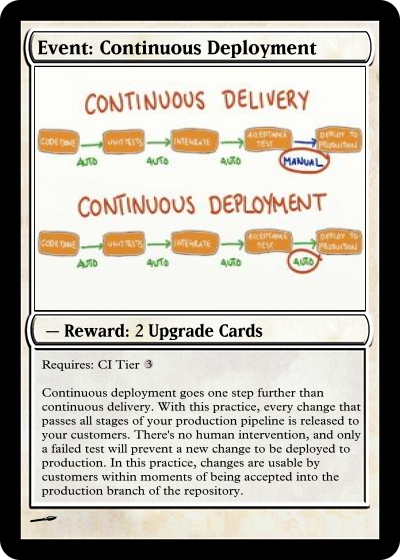 Event: Continuous Deployment
CONTINUOUS DELIVERY
CODE DONE UNIT TESTS INTEGRATE ACCEPTANCE TEST DEPLOY TO PRODUCTION
AUTO AUTO AUTO MANUAL
CONTINUOUS DEPLOYMENT
CODE DONE UNIT TESTS INTEGRATE ACCEPTANCE TEST DEPLOY TO PRODUCTION
AUTO AUTO AUTO AUTO
— Reward: 2 Upgrade Cards
Requires: CI Tier 3
Continuous deployment goes one step further than
continuous delivery. With this practice, every change that
passes all stages of your production pipeline is released to
your customers. There's no human intervention, and only
a failed test will prevent a new change to be deployed to
production. In this practice, changes are usable by
customers within moments of being accepted into the
production branch of the repository.